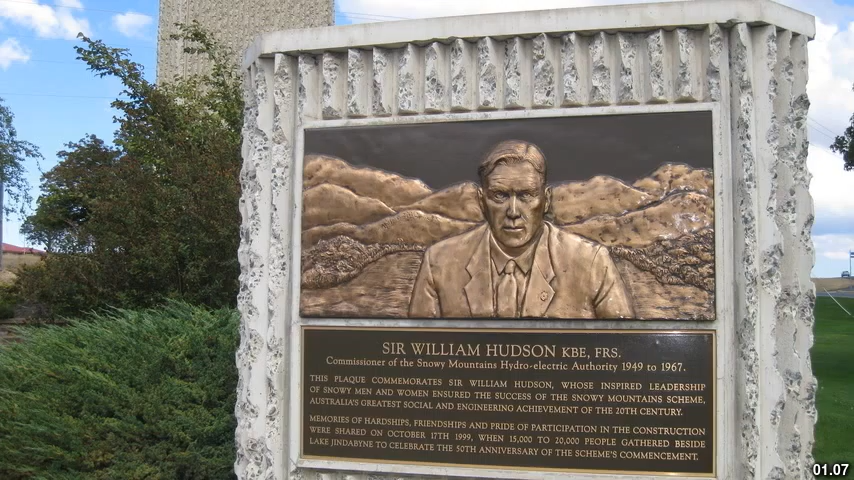 SIR WILLIAM HUDSON KBE, FRS.
Commissioner of the Snowy Mountains Hydro-electric Authority 1949 to 1967.
THIS PLAQUE COMMEMORATES SIR WILLIAM HUDSON, WHOSE INSPIRED LEADERSHIP
OF SNOWY MEN AND WOMEN ENSURED THE SUCCESS OF THE SNOWY MOUNTAINS SCHEME,
AUSTRALIA'S GREATEST SOCIAL AND ENGINEERING ACHIEVEMENT OF THE 20TH CENTURY.
MEMORIES OF HARDSHIPS, FRIENDSHIPS AND PRIDE OF PARTICIPATION IN THE CONSTRUCTION
WERE SHARED ON OCTOBER 17TH 1999, WHEN 15,000 TO 20,000 PEOPLE GATHERED BESIDE
LAKE JINDABYNE TO CELEBRATE THE 50TH ANNIVERSARY OF THE SCHEME'S COMMENCEMENT.
01.07